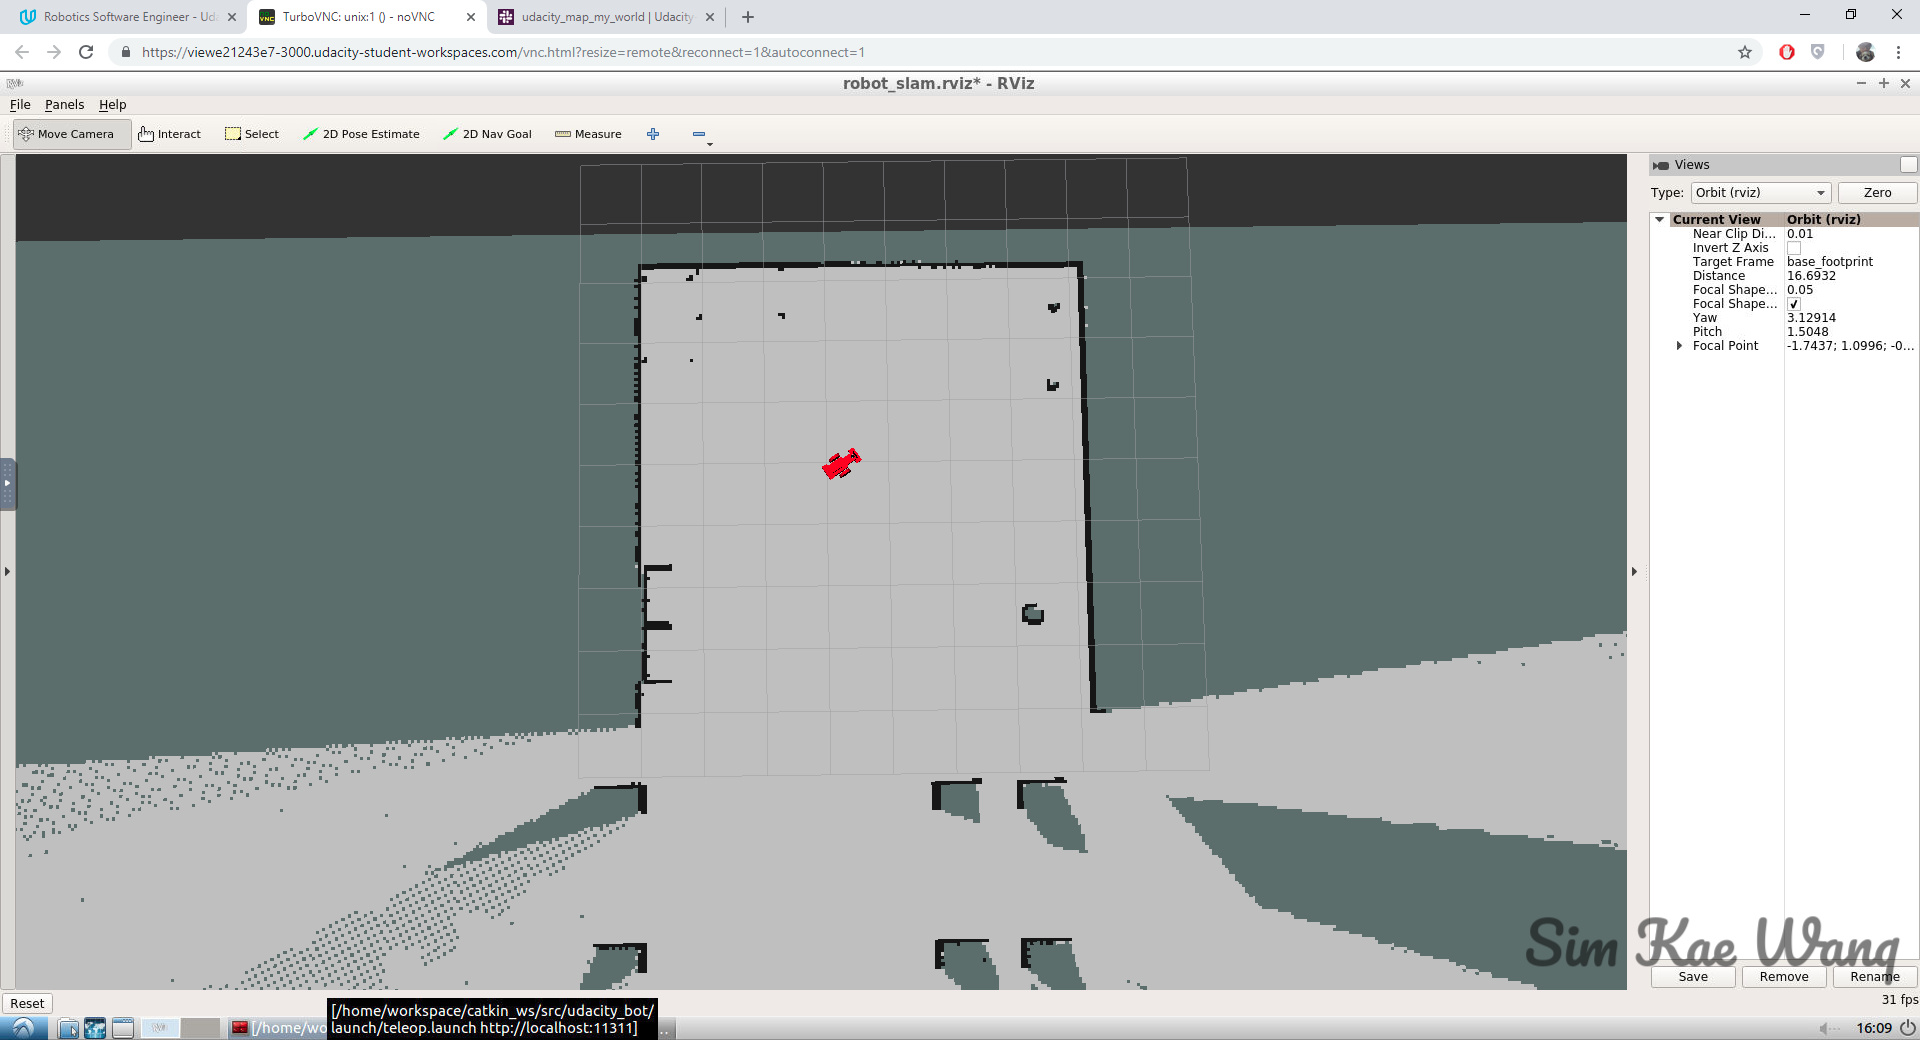 Robotics Software Engineer - Uda
TurboVNC: unix:1 () - noVNC
udacity_map_my_world | Udacity
https://viewe21243e7-3000.udacity-student-workspaces.com/vnc.html?resize=remote&reconnect=1&autoconnect=1
robot_slam.rviz* - RViz
File Panels Help
Move Camera Interact Select 2D Pose Estimate 2D Nav Goal Measure
Views
Type: Orbit (rviz) Zero
Current View Orbit (rviz)
Near Clip Di... 0.01
Invert Z Axis
Target Frame base_footprint
Distance 16.6932
Focal Shape... 0.05
Focal Shape...
Yaw 3.12914
Pitch 1.5048
Focal Point -1.7437; 1.0996; -0...
Sim Kae Wang
Save Remove Rename
Reset
31 fps
[/home/wo
[/home/workspace/catkin_ws/src/udacity_bot/
launch/teleop.launch http://localhost:11311]
..
16:09